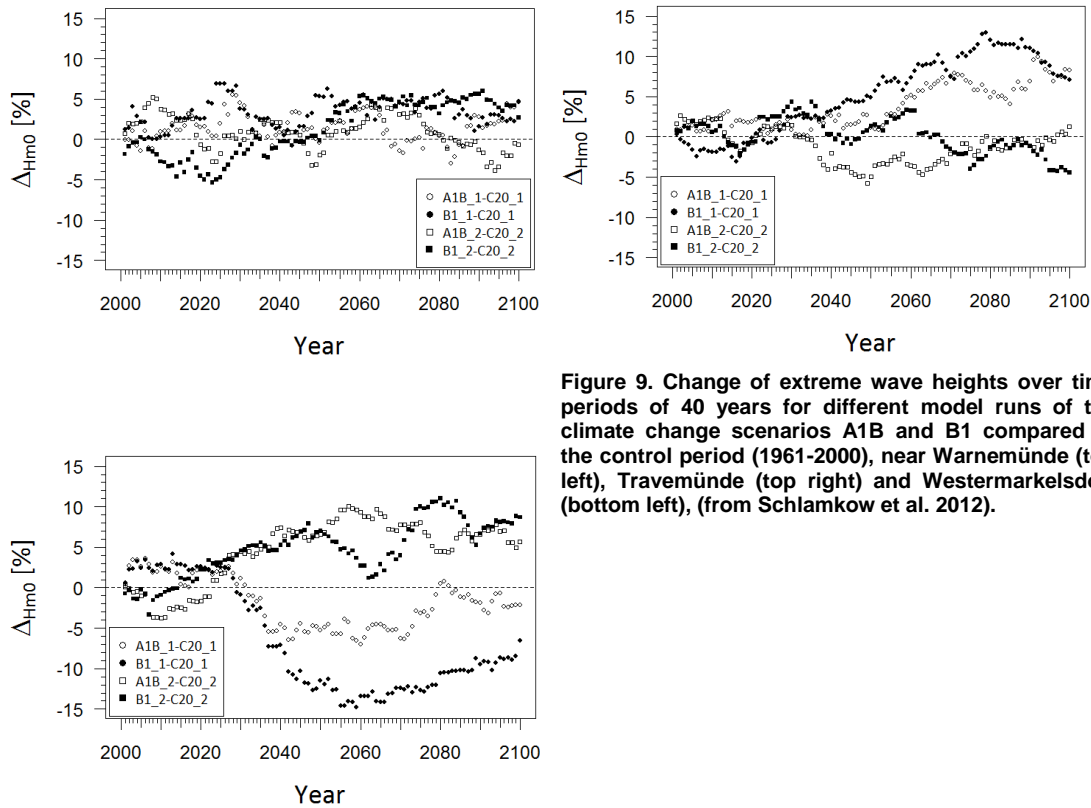 15
10
5
0
-5
-10
-15
ΔHm0 [%]
A1B_1-C20_1
B1_1-C20_1
A1B_2-C20_2
B1_2-C20_2
2000 2020 2040 2060 2080 2100
Year
15
10
5
0
-5
-10
-15
ΔHm0 [%]
A1B_1-C20_1
B1_1-C20_1
A1B_2-C20_2
B1_2-C20_2
2000 2020 2040 2060 2080 2100
Year
Figure 9. Change of extreme wave heights over
periods of 40 years for different model runs of
climate change scenarios A1B and B1 compared
the control period (1961-2000), near Warnemünde
left), Travemünde (top right) and
(bottom left), (from Schlamkow et al. 2012).
15
10
5
0
-5
-10
-15
ΔHm0 [%]
A1B_1-C20_1
B1_1-C20_1
A1B_2-C20_2
B1_2-C20_2
2000 2020 2040 2060 2080 2100
Year